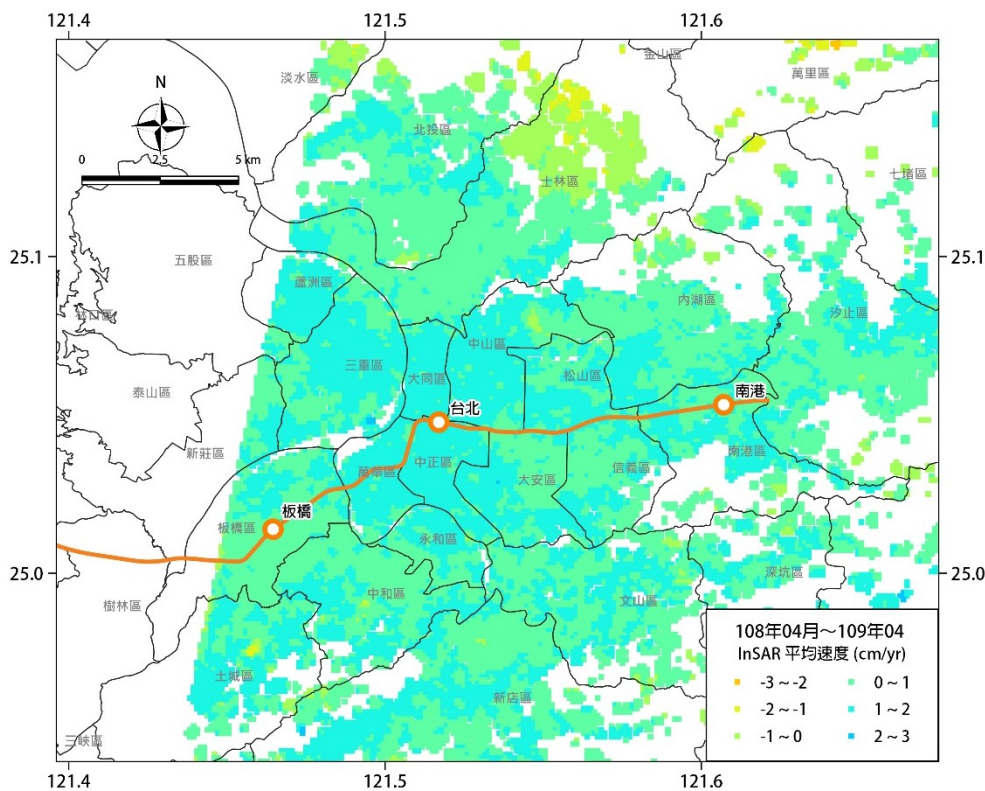 121.4 121.5 121.6
金山區
萬里區
淡水區
N
北投區
0 2.5 5 km
士林區
七堵區
25.1 25.1
五股區
蘆洲區
內湖區
林口區
汐止區
中山區
三重區
大同區
松山區
泰山區
南港
台北
新莊區
中正區
南港區
萬華區
信義區
大安區
板橋
板橋區
永和區
25.0 25.0
深坑區
樹林區
中和區
文山區
108年04月～109年04
InSAR 平均速度 (cm/yr)
-3～-2 0～1
-2～-1 1～2
-1～0 2～3
土城區
新店區
三峽區
121.4 121.5 121.6